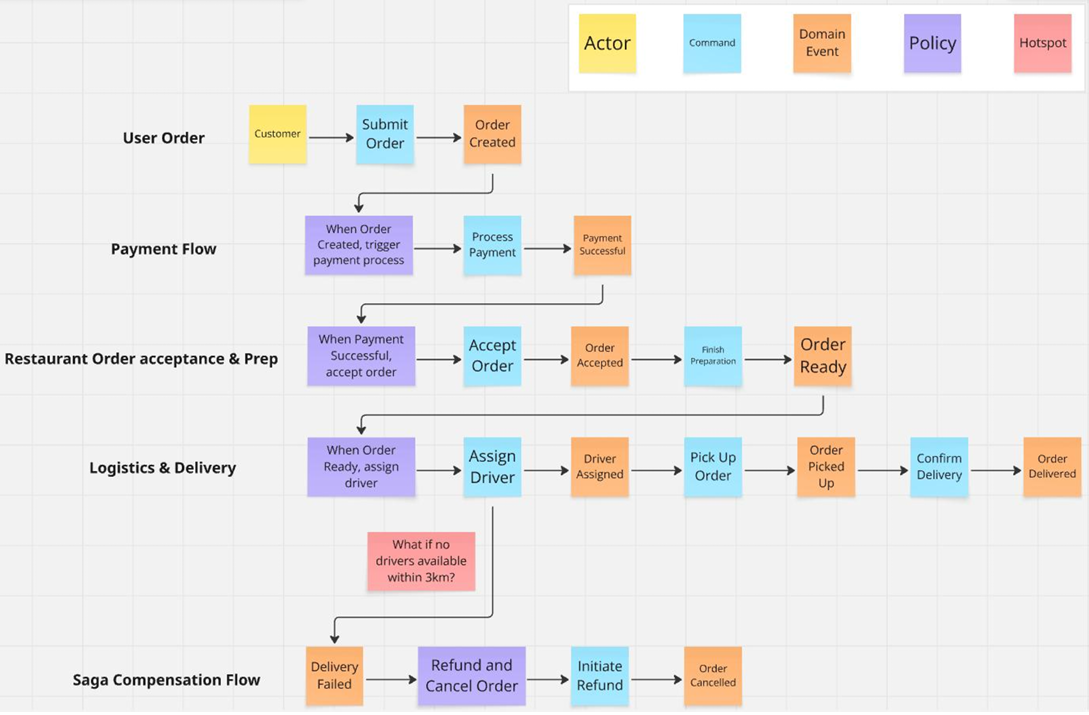 Actor
Command
Domain
Event
Policy
Hotspot
User Order
Customer
Submit
Order
Order
Created
Payment Flow
When Order
Created, trigger
payment process
Process
Payment
Payment
Successful
Restaurant Order acceptance & Prep
When Payment
Successful,
accept order
Accept
Order
Order
Accepted
Finish
Preparation
Order
Ready
Logistics & Delivery
When Order
Ready, assign
driver
Assign
Driver
Driver
Assigned
Pick Up
Order
Order
Picked
Up
Confirm
Delivery
Order
Delivered
What if no
drivers available
within 3km?
Saga Compensation Flow
Delivery
Failed
Refund and
Cancel Order
Initiate
Refund
Order
Cancelled